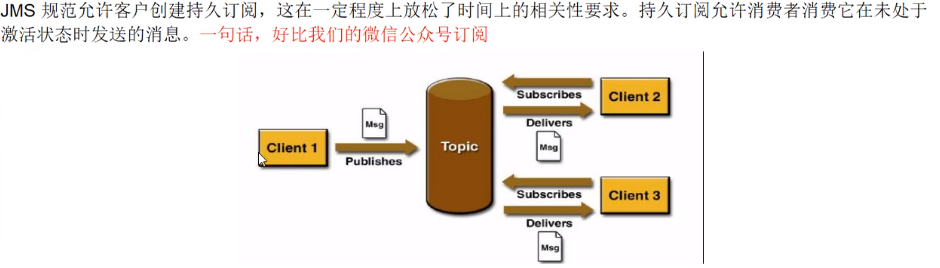 JMS 规范允许客户创建持久订阅，这在一定程度上放松了时间上的相关性要求。持久订阅允许消费者消费它在未处于
激活状态时发送的消息。一句话，好比我们的微信公众号订阅
Msg
Client 1
Publishes
Topic
Subscribes
Client 2
Delivers
Msg
Subscribes
Client 3
Delivers
Msg